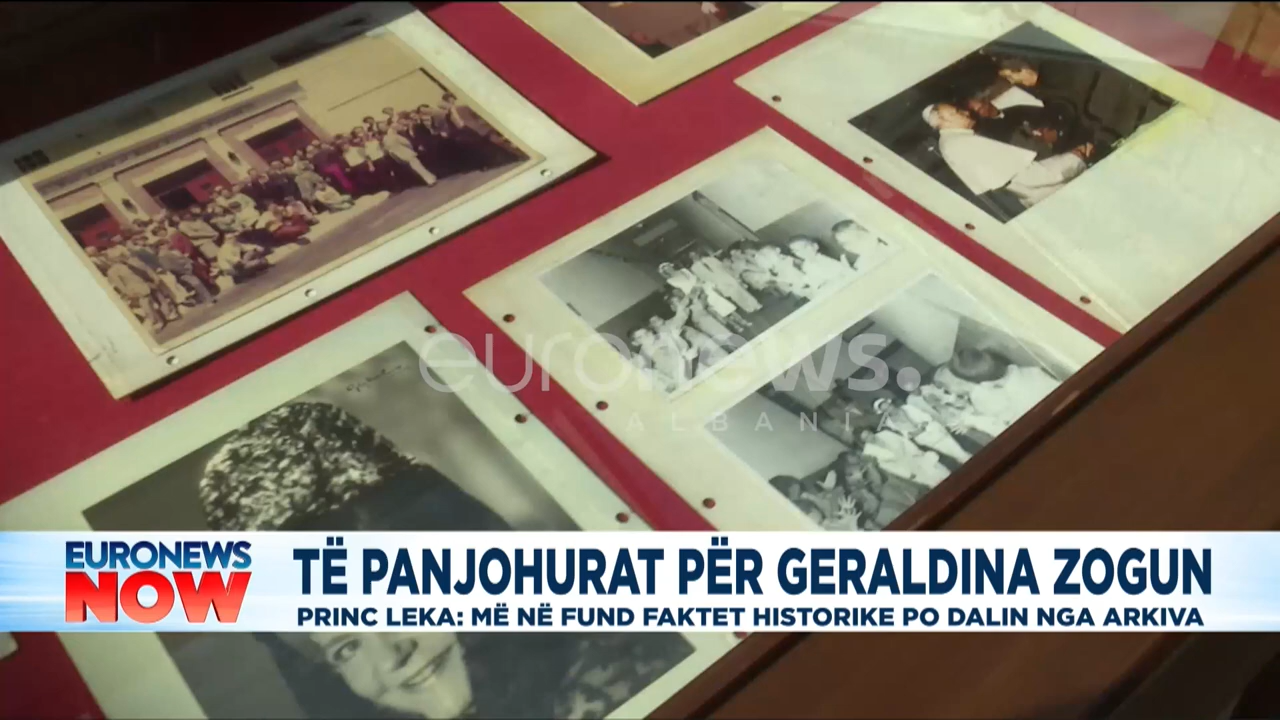 euronews.
ALBANIA
EURONEWS
NOW
TË PANJOHURAT PËR GERALDINA ZOGUN
PRINC LEKA: MË NË FUND FAKTET HISTORIKE PO DALIN NGA ARKIVA